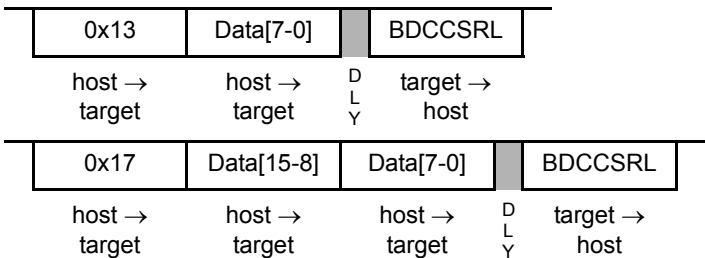 0x13 Data[7-0] BDCCSRL
host → host → D target →
target target L host
Y
0x17 Data[15-8] Data[7-0] BDCCSRL
host → host → host → D target →
target target target L host
Y